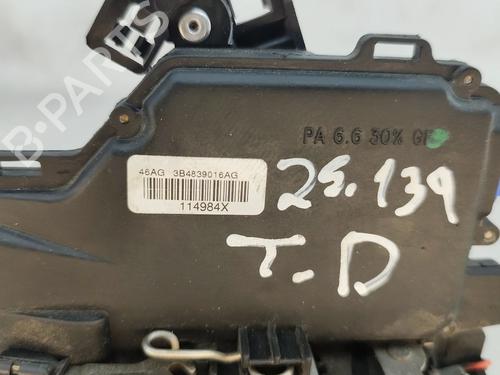 B-PARTS
PA 6.6 30% GF
46AG 3B4839016AG
114984X
25.139
T.D